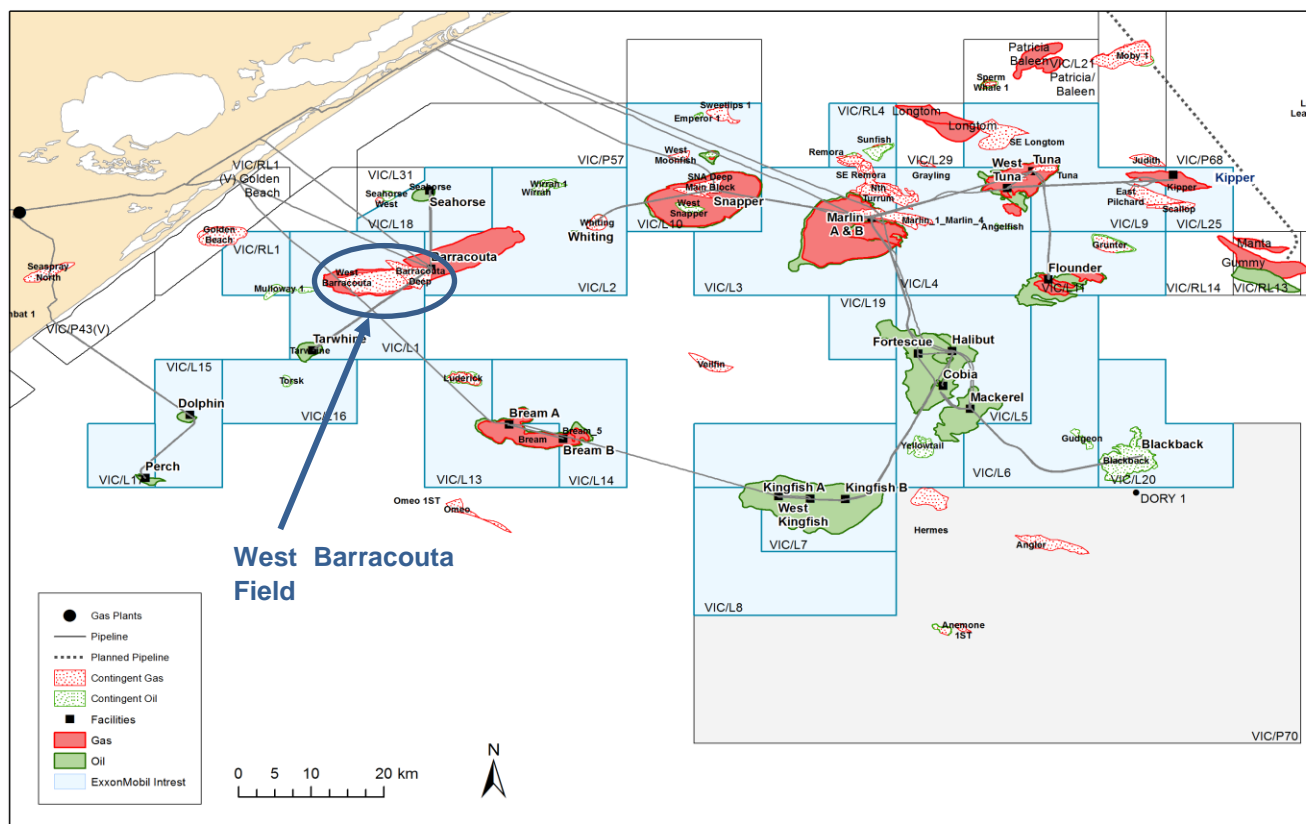 Patricia
Baleen
VIC/L21
Patricia/
Baleen
Moby 1
Sperm
Whale 1
Sweetlips 1
Emperor 1
VIC/RL4
Longtom
Longtom
SE Longtom
L
Lea
VIC/RL1
(V) Golden
Beach
VIC/P57
West
Moonfish
Remora
Sunfish
L29
Grayling
West
Tuna
Tuna
Tuna
Judith
VIC/P68
Kipper
Kipper
VIC/L31
Seahorse
West
Seahorse
Seahorse
Wirrah 1
Wirrah
SNA Deep
Main Block
West
Snapper
Snapper
SE Remora
Nth
Turrum
East
Pilchard
Scallop
VIC/L18
Whiting
Whiting
VIC/L10
Marlin
A & B
Marlin_1_Marlin_4
Angelfish
VIC/L9
VIC/L25
Golden
Beach
VIC/RL1
Barracouta
West
Barracouta
Barracouta
Deep
Grunter
Manta
Gummy
Seaspray
North
Mulloway 1
VIC/L2
VIC/L3
VIC/L4
Flounder
VIC/L11
VIC/RL14
VIC/RL13
mbat 1
VIC/P43(V)
VIC/L19
Tarwhine
Tarwhine
VIC/L1
Fortescue
Halibut
VIC/L15
Torsk
Luderick
Veilfin
Cobia
Dolphin
VIC/L16
Mackerel
VIC/L5
Bream A
Bream
Bream_5
Bream B
Yellowtail
Gudgeon
Blackback
Blackback
Perch
VIC/L1
VIC/L13
VIC/L14
VIC/L6
VIC/L20
Kingfish A
Kingfish B
West
Kingfish
DORY 1
Omeo 1ST
Omeo
Hermes
Angler
VIC/L7
West Barracouta
Field
VIC/L8
Anemone
1ST
VIC/P70
Gas Plants
Pipeline
Planned Pipeline
Contingent Gas
Contingent Oil
Facilities
Gas
Oil
ExxonMobil Intrest
N
0 5 10 20 km